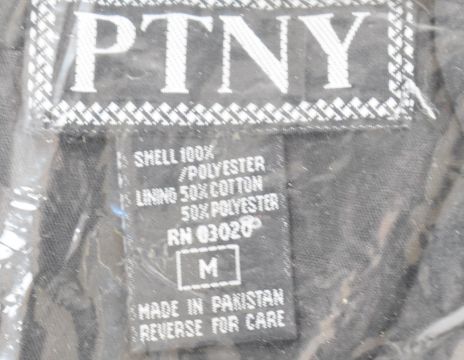 PTNY
SHELL 100%
/POLYESTER
LINING 50% COTTON
50% POLYESTER
RN 03020
M
MADE IN PAKISTAN
REVERSE FOR CARE